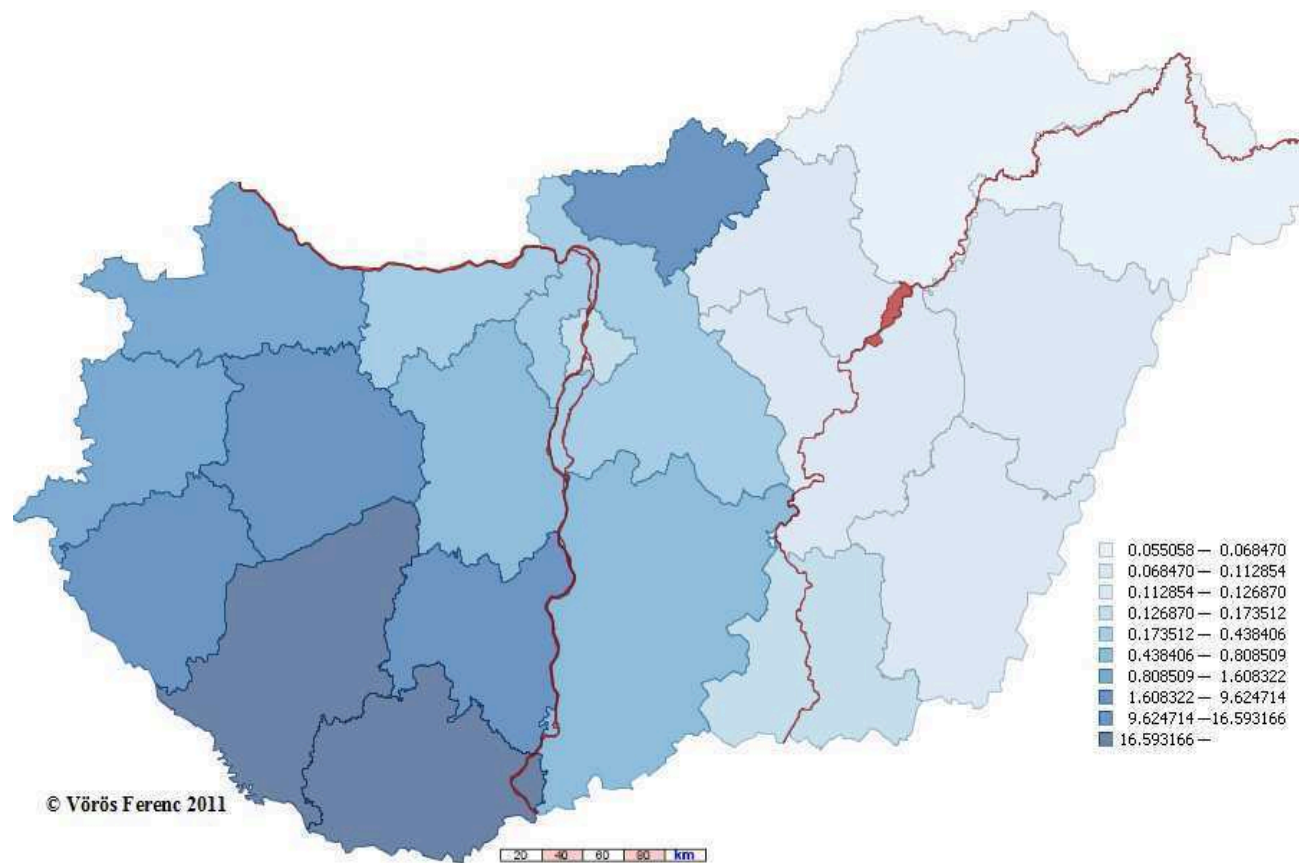 0.055058 — 0.068470
0.068470 — 0.112854
0.112854 — 0.126870
0.126870 — 0.173512
0.173512 — 0.438406
0.438406 — 0.808509
0.808509 — 1.608322
1.608322 — 9.624714
9.624714 —16.593166
16.593166 —
© Vörös Ferenc 2011
20 40 60 80 km